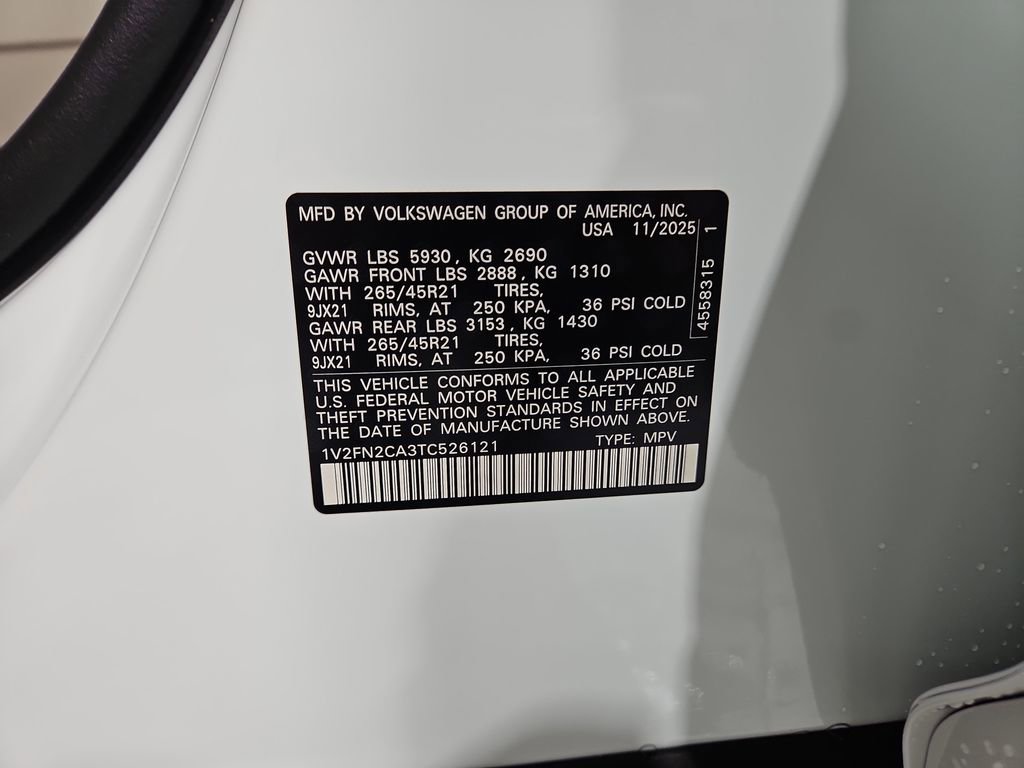 MFD BY VOLKSWAGEN GROUP OF AMERICA, INC.
USA 11/2025
GVWR LBS 5930, KG 2690
GAWR FRONT LBS 2888, KG 1310
WITH 265/45R21 TIRES,
9JX21 RIMS, AT 250 KPA, 36 PSI COLD
GAWR REAR LBS 3153, KG 1430
WITH 265/45R21 TIRES,
9JX21 RIMS, AT 250 KPA, 36 PSI COLD
THIS VEHICLE CONFORMS TO ALL APPLICABLE
U.S. FEDERAL MOTOR VEHICLE SAFETY AND
THEFT PREVENTION STANDARDS IN EFFECT ON
THE DATE OF MANUFACTURE SHOWN ABOVE.
1V2FN2CA3TC526121 TYPE: MPV
4558315 1